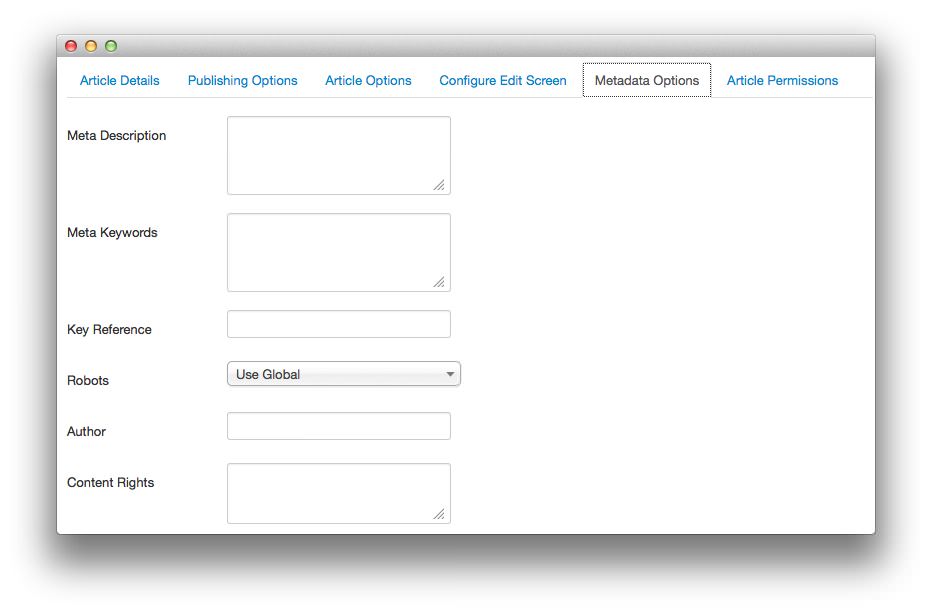 Article Details Publishing Options Article Options Configure Edit Screen Metadata Options Article Permissions
Meta Description
Meta Keywords
Key Reference
Robots Use Global
Author
Content Rights